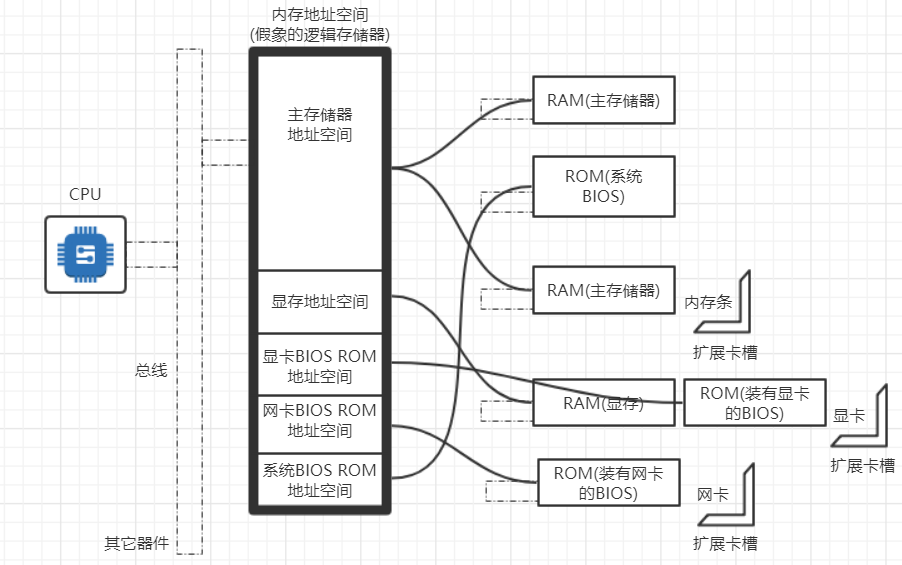 内存地址空间
(假象的逻辑存储器)
主存储器
地址空间
RAM(主存储器)
ROM(系统
BIOS)
CPU
RAM(主存储器)
内存条
扩展卡槽
显存地址空间
显卡BIOS ROM
地址空间
总线
RAM(显存)
ROM(装有显卡
的BIOS)
显卡
扩展卡槽
网卡BIOS ROM
地址空间
系统BIOS ROM
地址空间
ROM(装有网卡
的BIOS)
网卡
扩展卡槽
其它器件